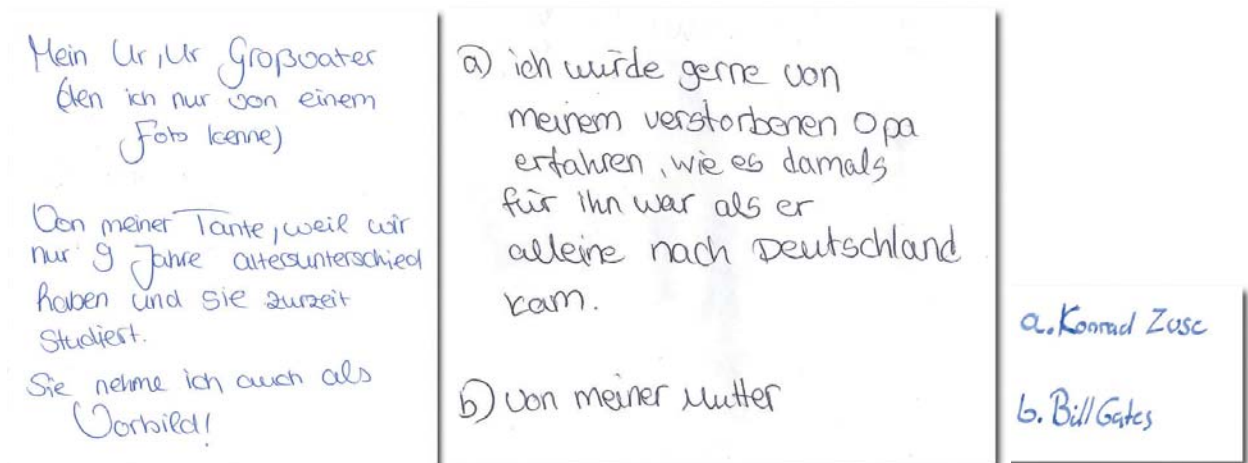 Mein Ur, Ur Großvater
(den ich nur von einem
Foto kenne)
Von meiner Tante, weil wir
nur 9 Jahre altersunterschied
haben und sie zurzeit
Studiert.
Sie nehme ich auch als
Vorbild!
a) ich würde gerne von
meinem verstorbenen Opa
erfahren, wie es damals
für ihn war als er
alleine nach Deutschland
kam.
b) von meiner Mutter
a. Konrad Zuse
b. Bill Gates